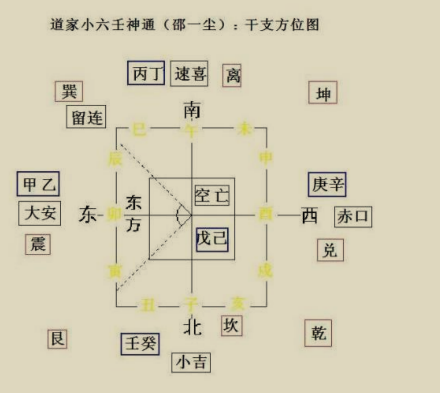 道家小六壬神通（邵一尘）：干支方位图
丙丁 速喜 离
巽 坤
留连 南
巳 午 未
辰 申
甲乙 空亡 庚辛
大安 东 卯 东方 酉 西 赤口
震 戊己 兑
寅 戌
丑 子 亥
北 坎 乾
艮 壬癸
小吉